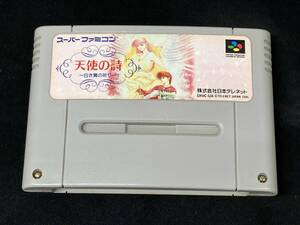 スーパーファミコン
天使の詩
〜白き翼の祈り〜
株式会社日本テレネット